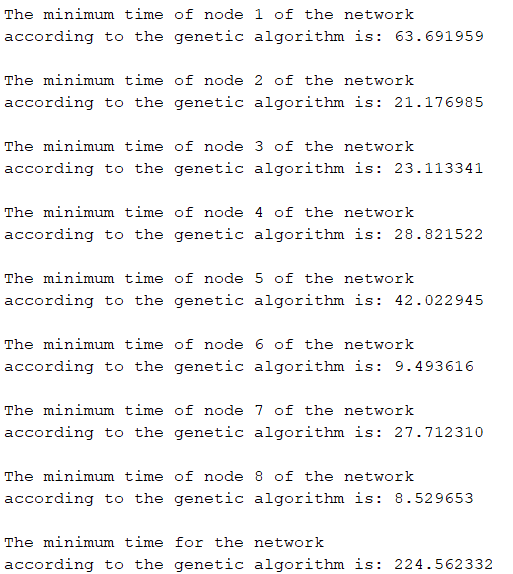 The minimum time of node 1 of the network
according to the genetic algorithm is: 63.691959
The minimum time of node 2 of the network
according to the genetic algorithm is: 21.176985
The minimum time of node 3 of the network
according to the genetic algorithm is: 23.113341
The minimum time of node 4 of the network
according to the genetic algorithm is: 28.821522
The minimum time of node 5 of the network
according to the genetic algorithm is: 42.022945
The minimum time of node 6 of the network
according to the genetic algorithm is: 9.493616
The minimum time of node 7 of the network
according to the genetic algorithm is: 27.712310
The minimum time of node 8 of the network
according to the genetic algorithm is: 8.529653
The minimum time for the network
according to the genetic algorithm is: 224.562332